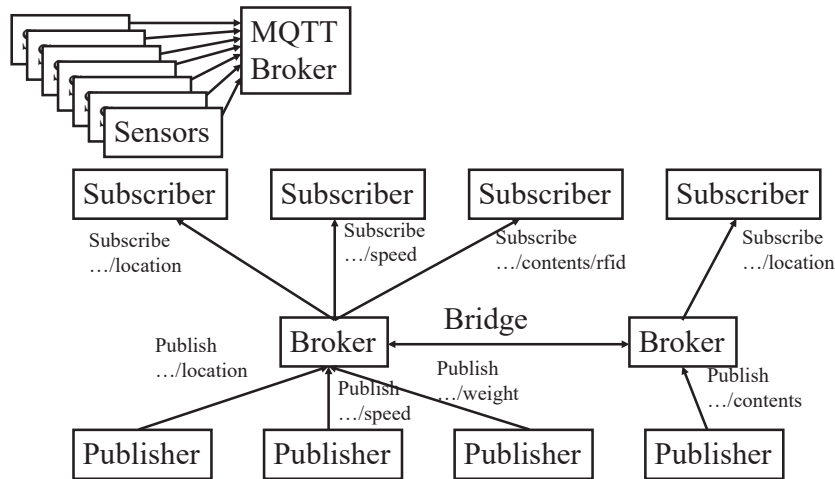 MQTT
Broker
Sensors
Subscriber
Subscriber
Subscriber
Subscriber
Subscribe
…/location
Subscribe
…/speed
Subscribe
…/contents/rfid
Subscribe
…/location
Bridge
Broker
Broker
Publish
…/location
Publish
…/speed
Publish
…/weight
Publish
…/contents
Publisher
Publisher
Publisher
Publisher